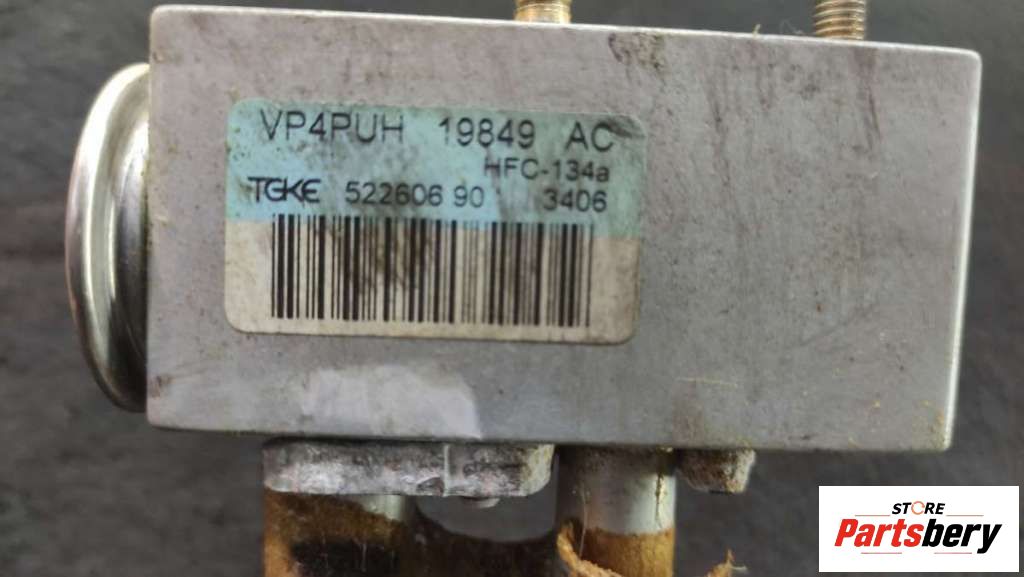 VP4PUH 19849 AC
HFC-134a
TGKE 522606 90 3406
STORE
Partsbery